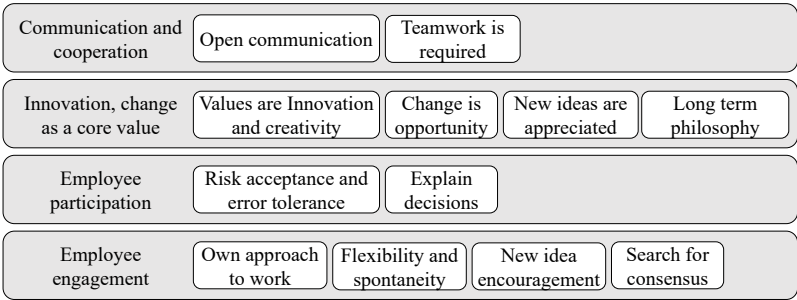 Communication and
cooperation
Open communication
Teamwork is
required
Innovation, change
as a core value
Values are Innovation
and creativity
Change is
opportunity
New ideas are
appreciated
Long term
philosophy
Employee
participation
Risk acceptance and
error tolerance
Explain
decisions
Employee
engagement
Own approach
to work
Flexibility and
spontaneity
New idea
encouragement
Search for
consensus